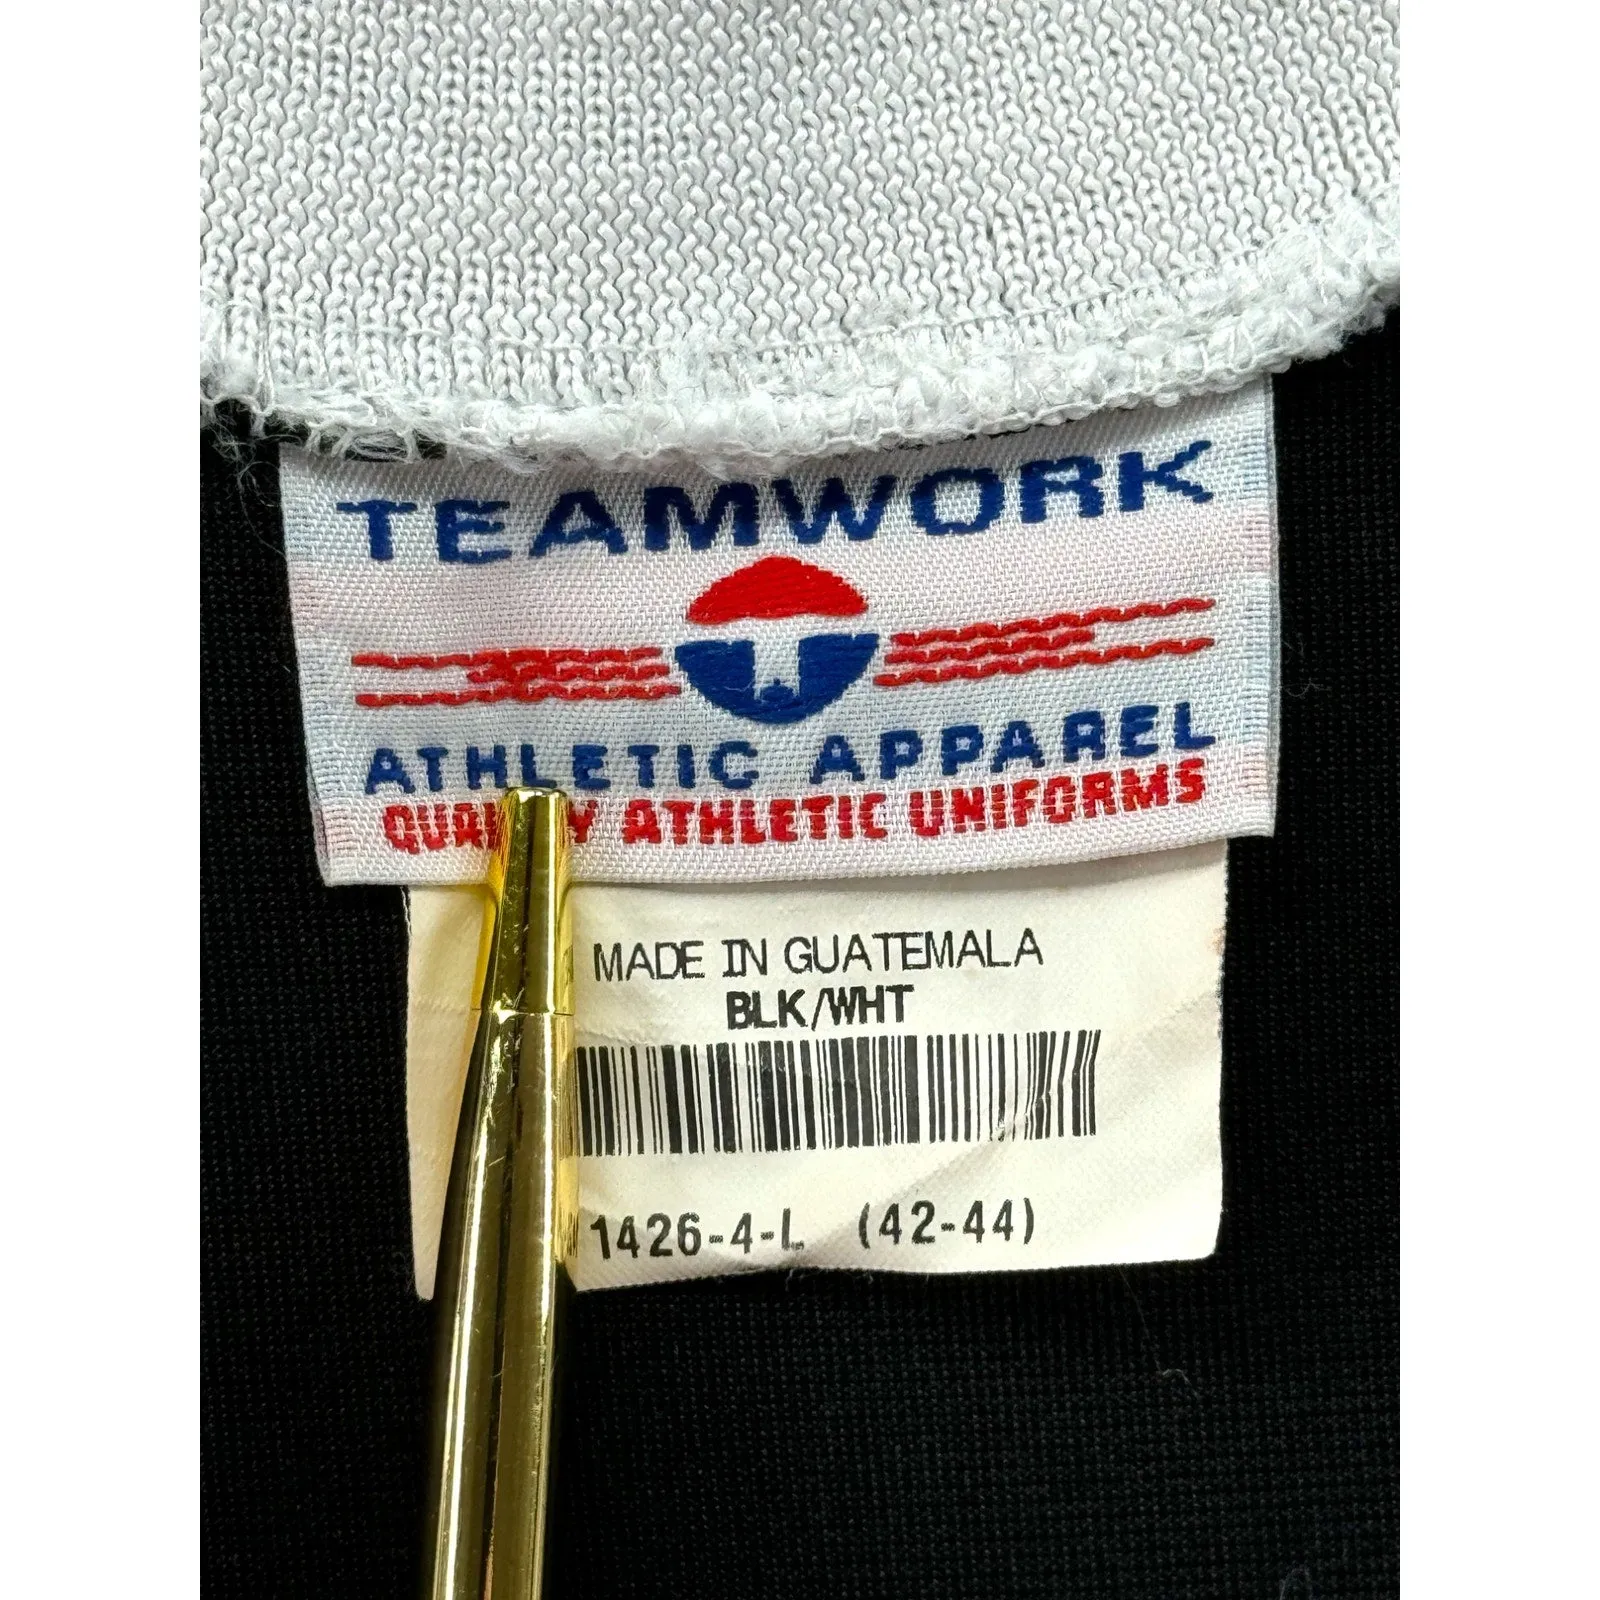 TEAMWORK
ATHLETIC APPAREL
ATHLETIC UNIFORMS
MADE IN GUATEMALA
BLK/WHT
1426-4-L (42-44)